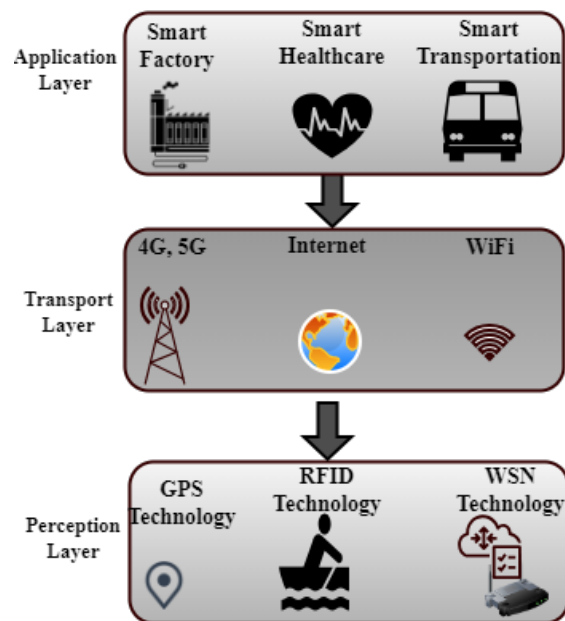 Application
Layer
Smart
Factory
Smart
Healthcare
Smart
Transportation
Transport
Layer
4G, 5G
Internet
WiFi
Perception
Layer
GPS
Technology
RFID
Technology
WSN
Technology